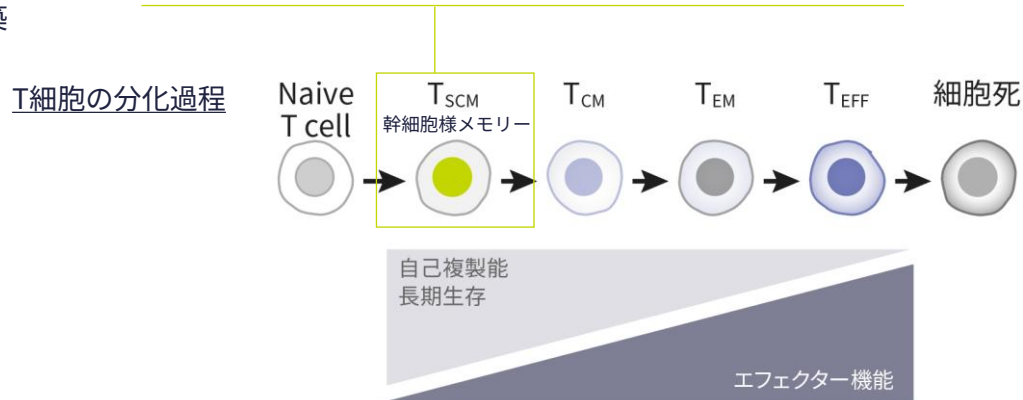 築
T細胞の分化過程
Naive
T cell
TSCM
幹細胞様メモリー
TCM
TEM
TEFF
細胞死
自己複製能
長期生存
エフェクター機能